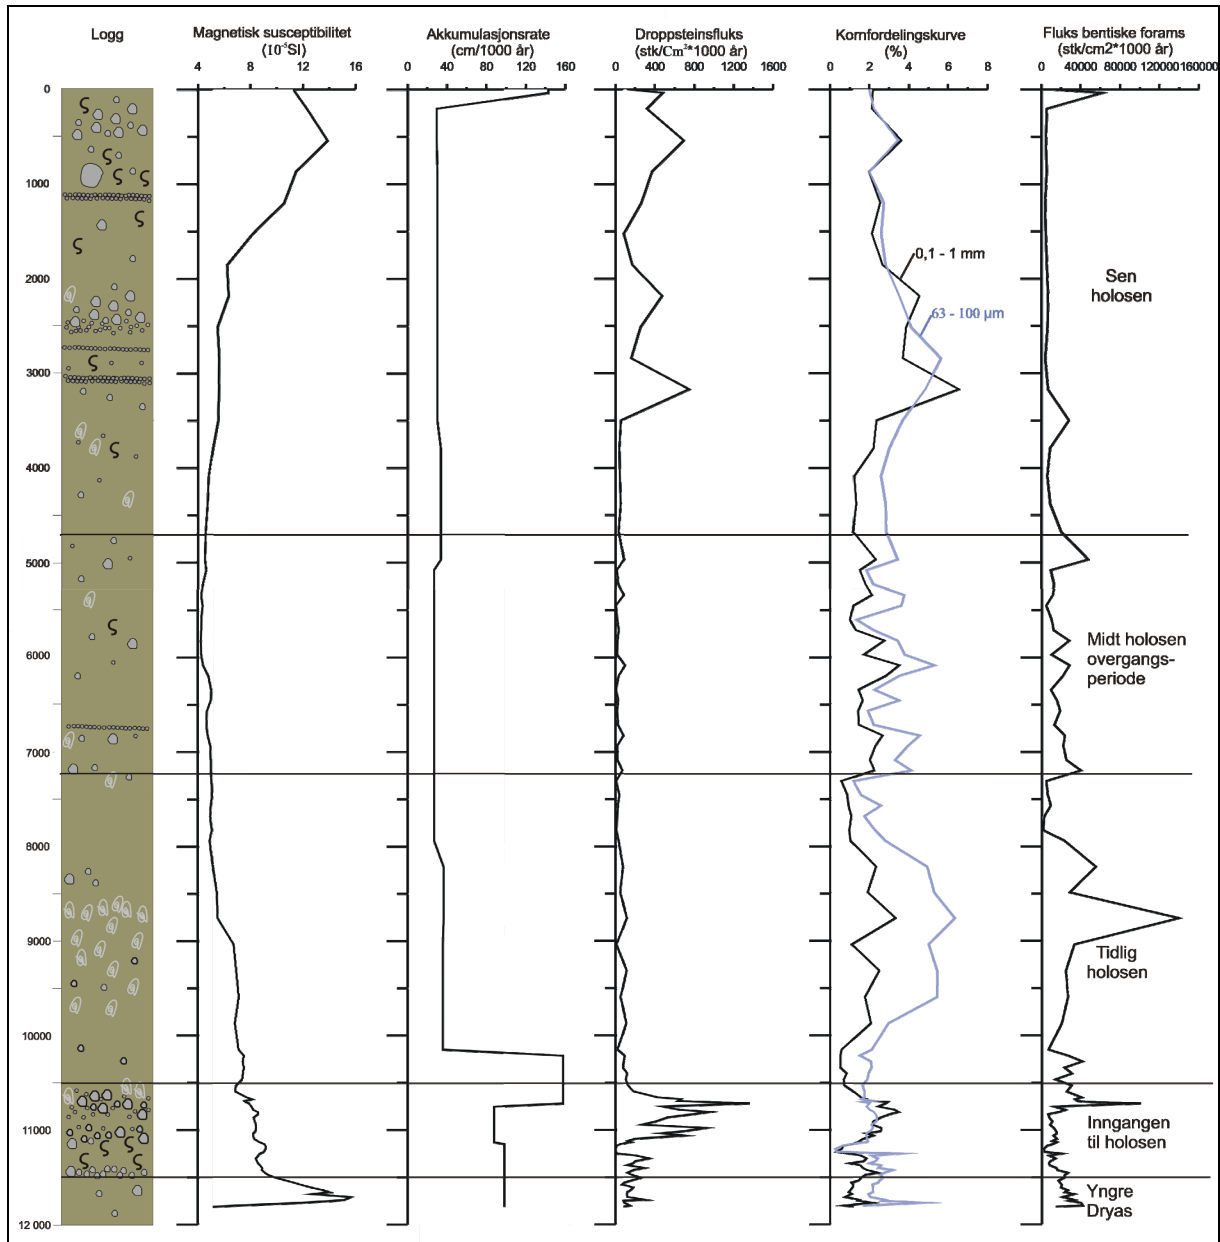 Logg
Magnetisk susceptibilitet
(10⁻⁵SI)
Akkumulasjonsrate
(cm/1000 år)
Droppsteinsfluks
(stk/Cm²*1000 år)
Kornfordelingskurve
(%)
Fluks bentiske forams
(stk/cm2*1000 år)
4 8 12 16
0 40 80 120 160
0 400 800 1200 1600
0 2 4 6 8
0 40000 80000 120000 160000
0
1000
2000
3000
4000
5000
6000
7000
8000
9000
10000
11000
12 000
0,1 - 1 mm
63 - 100 µm
Sen
holosen
Midt holosen
overgangs-
periode
Tidlig
holosen
Inngangen
til holosen
Yngre
Dryas